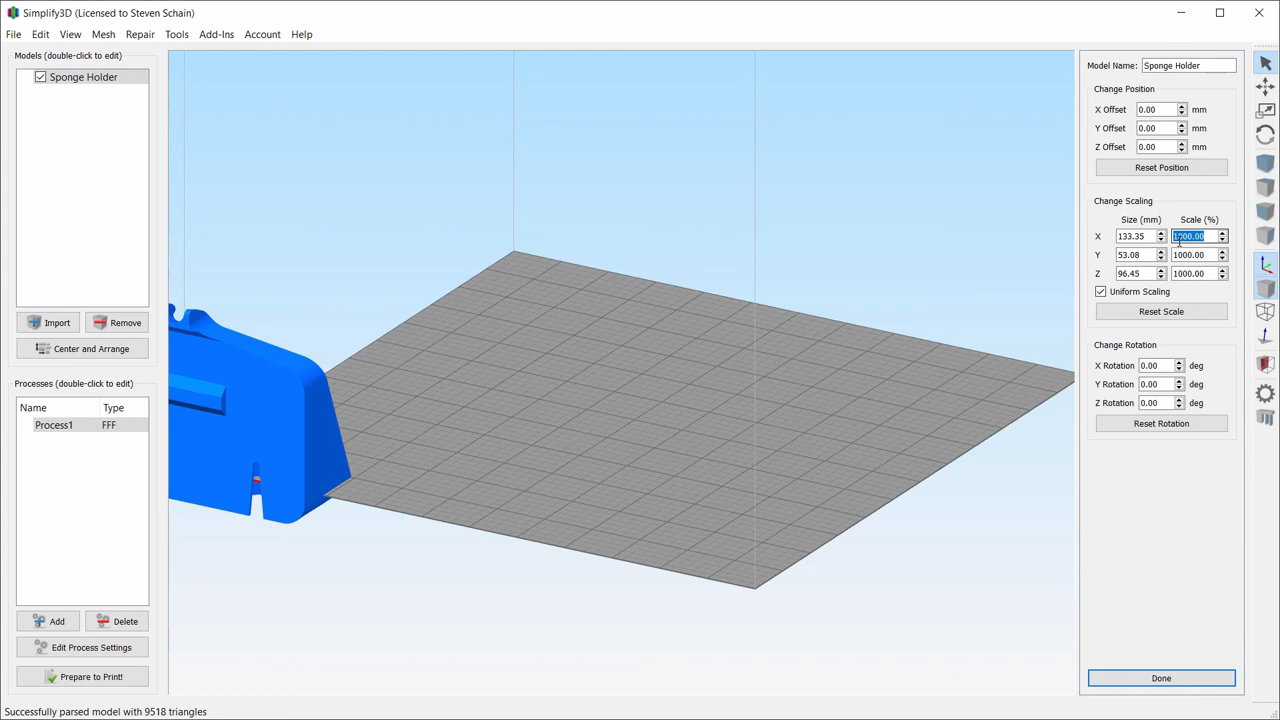 Simplify3D (Licensed to Steven Schain)
File Edit View Mesh Repair Tools Add-Ins Account Help
Models (double-click to edit)
Sponge Holder
Import Remove
Center and Arrange
Processes (double-click to edit)
Name Type
Process1 FFF
Add Delete
Edit Process Settings
Prepare to Print!
Model Name: Sponge Holder
Change Position
X Offset 0.00 mm
Y Offset 0.00 mm
Z Offset 0.00 mm
Reset Position
Change Scaling
Size (mm) Scale (%)
X 133.35 1000.00
Y 53.08 1000.00
Z 96.45 1000.00
Uniform Scaling
Reset Scale
Change Rotation
X Rotation 0.00 deg
Y Rotation 0.00 deg
Z Rotation 0.00 deg
Reset Rotation
Done
Successfully parsed model with 9518 triangles